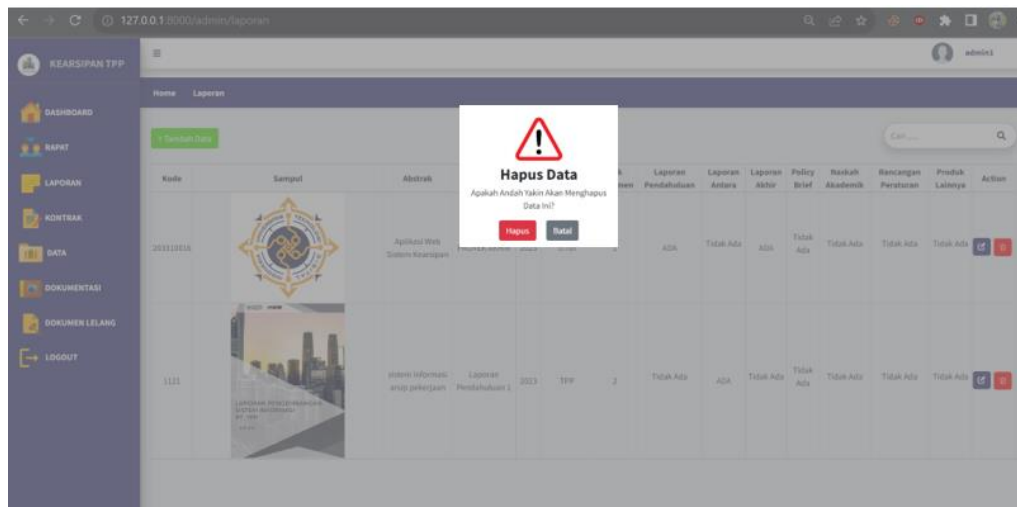 127.0.0.1:8000/admin/laporan
KEARSIPAN TPP
admin1
Home Laporan
DASHBOARD
RAPAT
LAPORAN
KONTRAK
DATA
DOKUMENTASI
DOKUMEN LELANG
LOGOUT
+ Tambah Data
Cari.....
Hapus Data
Apakah Andah Yakin Akan Menghapus
Data Ini?
Hapus Batal
Kode Sampul Abstrak Laporan Pendahuluan Laporan Antara Laporan Akhir Policy Brief Naskah Akademik Rancangan Peraturan Produk Lainnya Action
203310016 Aplikasi Web Sistem Kearsipan 2023 ADA Tidak Ada ADA Tidak Ada Tidak Ada Tidak Ada Tidak Ada
1121 sistem informasi arsip pekerjaan Laporan Pendahuluan 1 2023 TPP 2 Tidak Ada ADA Tidak Ada Tidak Ada Tidak Ada Tidak Ada Tidak Ada